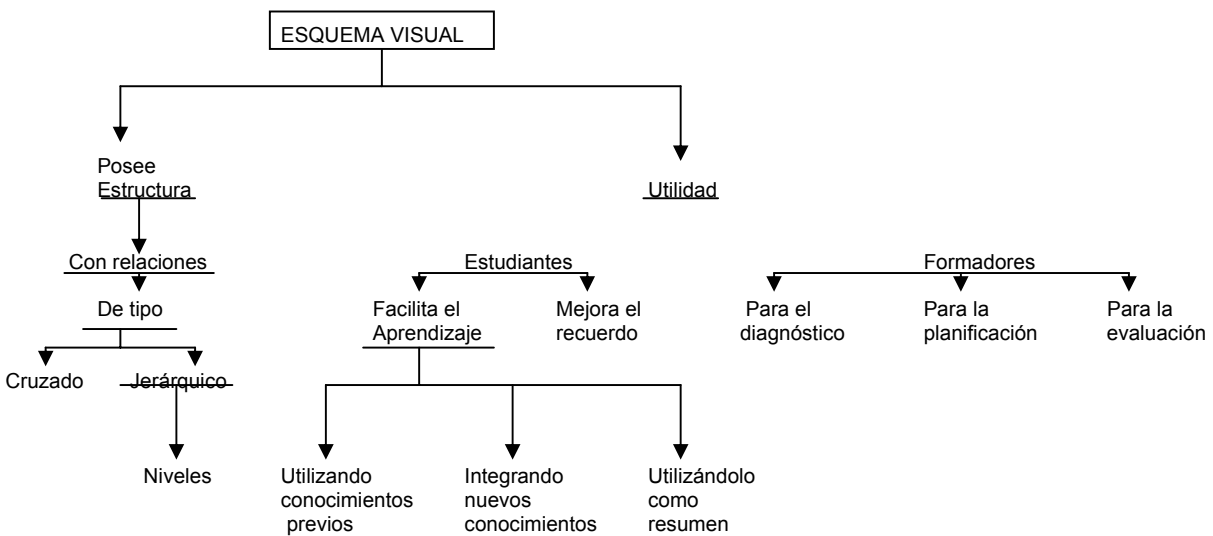 ESQUEMA VISUAL
Posee
Estructura
Utilidad
Con relaciones
Estudiantes
Formadores
De tipo
Facilita el
Aprendizaje
Mejora el
recuerdo
Para el
diagnóstico
Para la
planificación
Para la
evaluación
Cruzado
Jerárquico
Niveles
Utilizando
conocimientos
previos
Integrando
nuevos
conocimientos
Utilizándolo
como
resumen